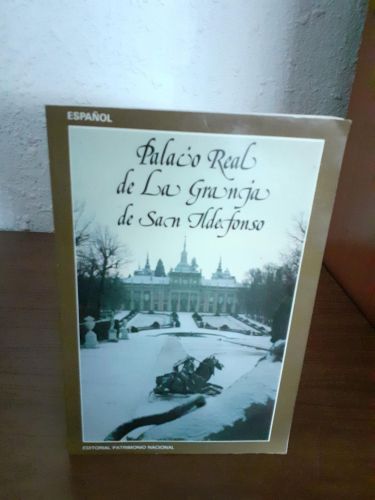 ESPAÑOL
Palacio Real
de La Granja
de San Ildefonso
EDITORIAL PATRIMONIO NACIONAL